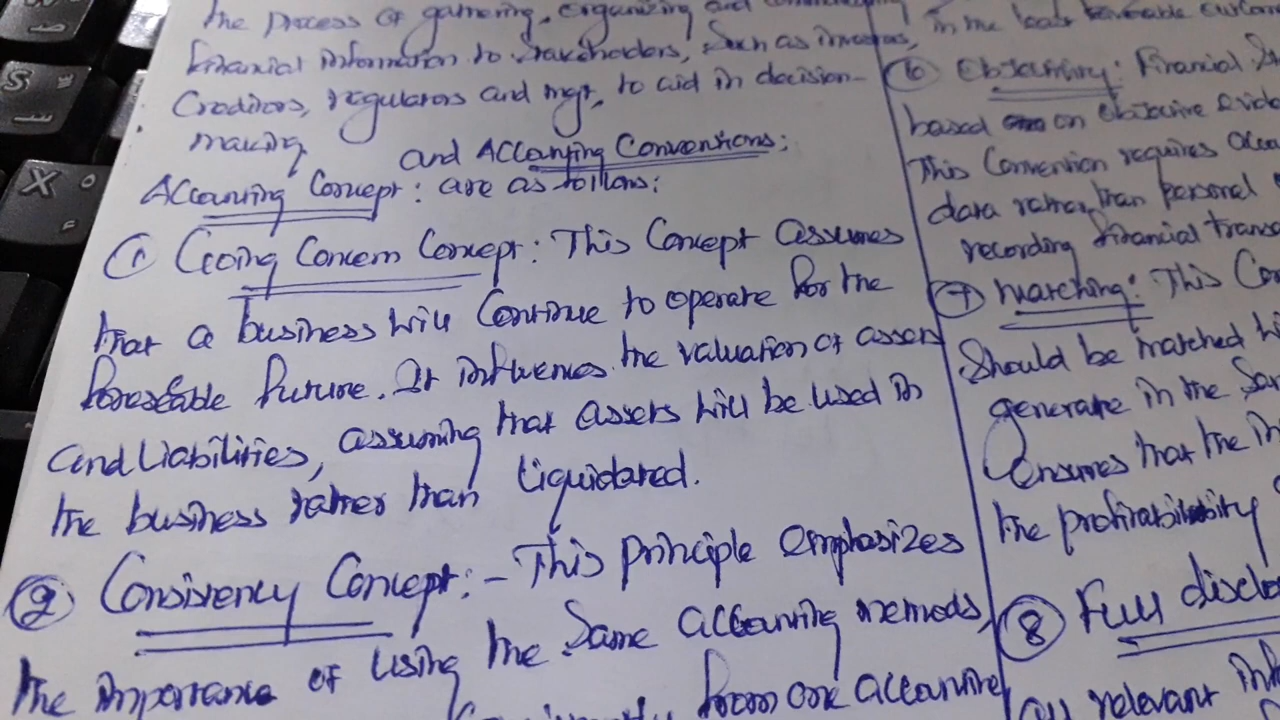 the process of gathering, organizing and
financial information to stakeholders, such as investors,
Creditors, regulators and mgt, to aid in decision-
making
and Accounting Conventions:
Accounting Concept: are as follows:
① Going Concern Concept: This Concept assumes
that a business will continue to operate for the
foreseeable future. It influences the valuation of assets
and liabilities, assuming that assets will be used in
the business rather than liquidated.
② Consistency Concept:- This principle emphasizes
the importance of using the same accounting methods,
from one accounting
in the least favourable
⑥ Objectivity: Financial
based on objective
This Convention requires
data rather than personal
recording financial
⑦ Matching: This
Should be matched
generate in the
ensures that the
the profitability
⑧ Full
all relevant
S
X